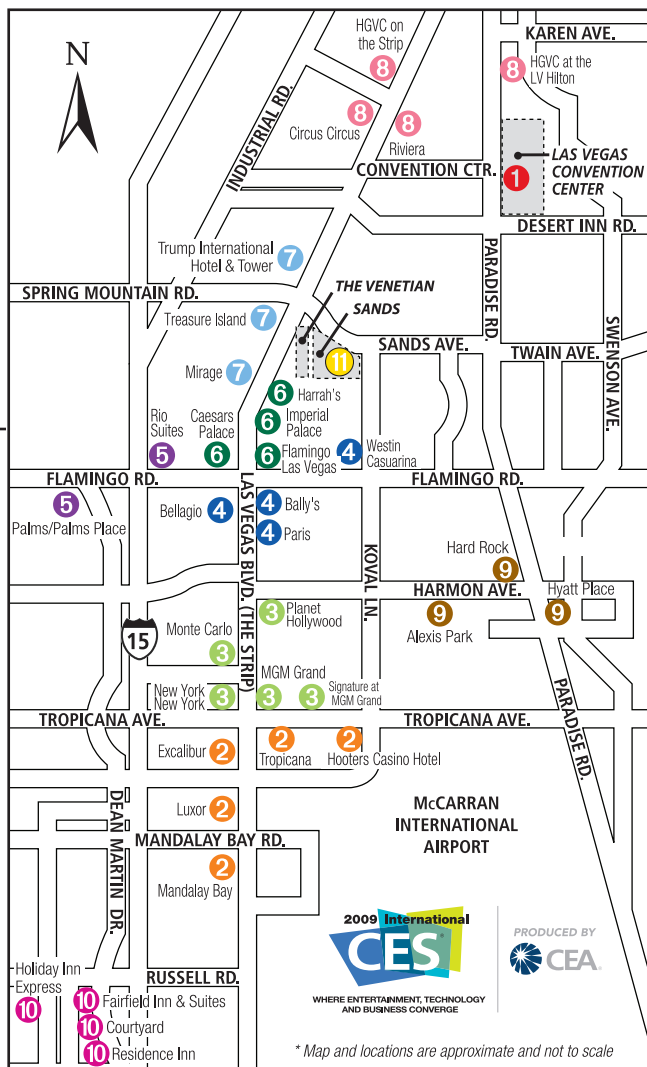 HGVC on
the Strip
8
KAREN AVE.
N
8
HGVC at the
LV Hilton
INDUSTRIAL RD.
8
Circus Circus
8
Riviera
CONVENTION CTR.
1
LAS VEGAS
CONVENTION
CENTER
DESERT INN RD.
Trump International
Hotel & Tower
7
PARADISE RD.
THE VENETIAN
SPRING MOUNTAIN RD.
SANDS
Treasure Island
7
SANDS AVE.
SWENSON AVE.
TWAIN AVE.
11
Mirage
7
6
Harrah's
Rio
Suites
5
Caesars
Palace
6
6
Imperial
Palace
6
Flamingo
Las Vegas
4
Westin
Casuarina
FLAMINGO RD.
FLAMINGO RD.
LAS VEGAS BLVD. (THE STRIP)
5
Palms/Palms Place
Bellagio
4
4
Bally's
4
Paris
KOVAL LN.
Hard Rock
9
HARMON AVE.
Hyatt Place
9
9
Alexis Park
3
Planet
Hollywood
15
Monte Carlo
3
MGM Grand
New York
New York
3
3
3
Signature at
MGM Grand
TROPICANA AVE.
TROPICANA AVE.
PARADISE RD.
Excalibur
2
2
Tropicana
2
Hooters Casino Hotel
DEAN MARTIN DR.
Luxor
2
McCARRAN
INTERNATIONAL
AIRPORT
MANDALAY BAY RD.
2
Mandalay Bay
2009 International
CES®
WHERE ENTERTAINMENT, TECHNOLOGY
AND BUSINESS CONVERGE
PRODUCED BY
CEA®
RUSSELL RD.
Holiday Inn
Express
10
10
Fairfield Inn & Suites
10
Courtyard
10
Residence Inn
* Map and locations are approximate and not to scale